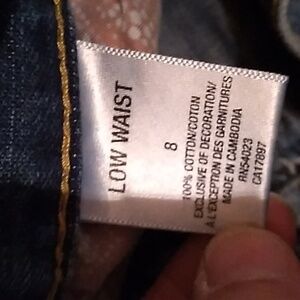 LOW WAIST
8
100% COTTON/COTON
EXCLUSIVE OF DECORATION/
A L'EXCEPTION DES GARNITURES
MADE IN CAMBODIA
RN54023
CA17897